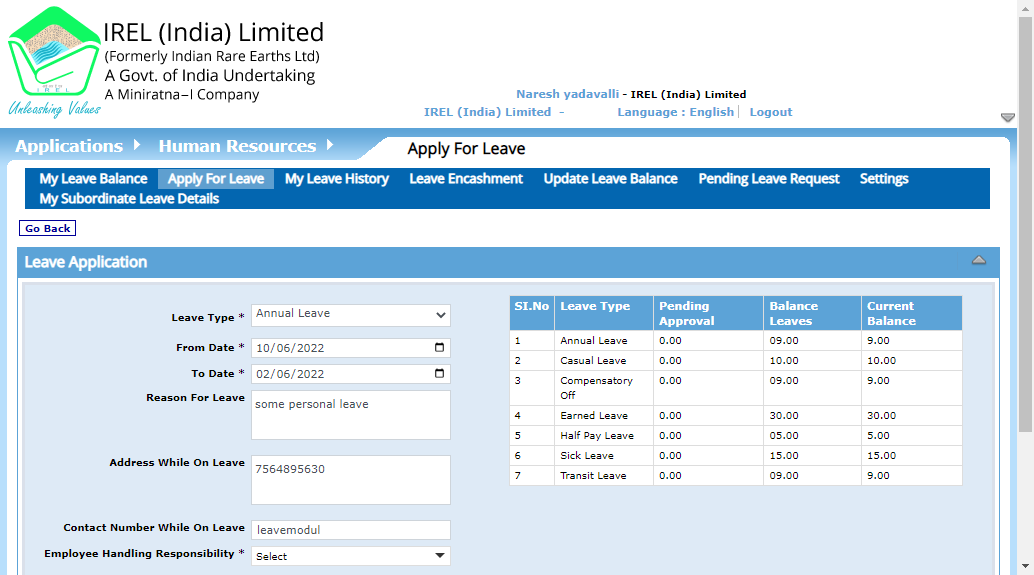 IREL (India) Limited
(Formerly Indian Rare Earths Ltd)
A Govt. of India Undertaking
A Miniratna–I Company
IREL
Unleashing Values
Naresh yadavalli - IREL (India) Limited
IREL (India) Limited - Language : English Logout
Applications Human Resources Apply For Leave
My Leave Balance Apply For Leave My Leave History Leave Encashment Update Leave Balance Pending Leave Request Settings
My Subordinate Leave Details
Go Back
Leave Application
Leave Type * Annual Leave
From Date * 10/06/2022
To Date * 02/06/2022
Reason For Leave some personal leave
Address While On Leave 7564895630
Contact Number While On Leave leavemodul
Employee Handling Responsibility * Select
SI.No Leave Type Pending Approval Balance Leaves Current Balance
1 Annual Leave 0.00 09.00 9.00
2 Casual Leave 0.00 10.00 10.00
3 Compensatory Off 0.00 09.00 9.00
4 Earned Leave 0.00 30.00 30.00
5 Half Pay Leave 0.00 05.00 5.00
6 Sick Leave 0.00 15.00 15.00
7 Transit Leave 0.00 09.00 9.00